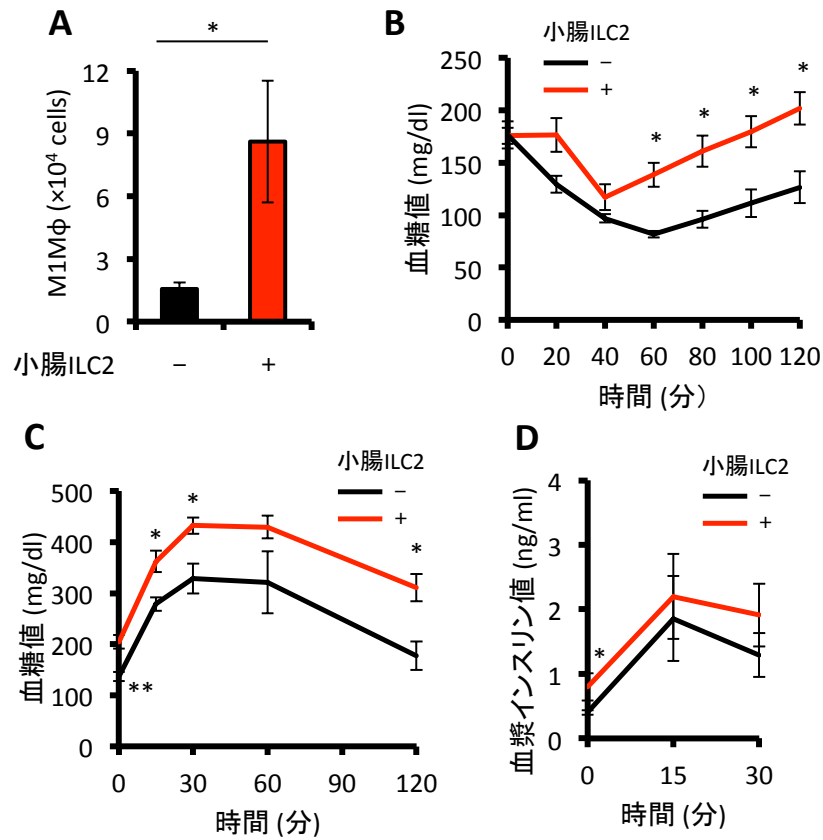 A
*
12
9
6
3
0
M1Mϕ (×10⁴ cells)
小腸ILC2
−
+
B
小腸ILC2
−
+
250
200
150
100
50
0
血糖値 (mg/dl)
*
*
*
*
0 20 40 60 80 100 120
時間 (分）
C
小腸ILC2
−
+
500
400
300
200
100
0
血糖値 (mg/dl)
*
*
*
**
0 30 60 90 120
時間 (分)
D
小腸ILC2
−
+
4
3
2
1
0
血漿インスリン値 (ng/ml)
*
0 15 30
時間 (分)